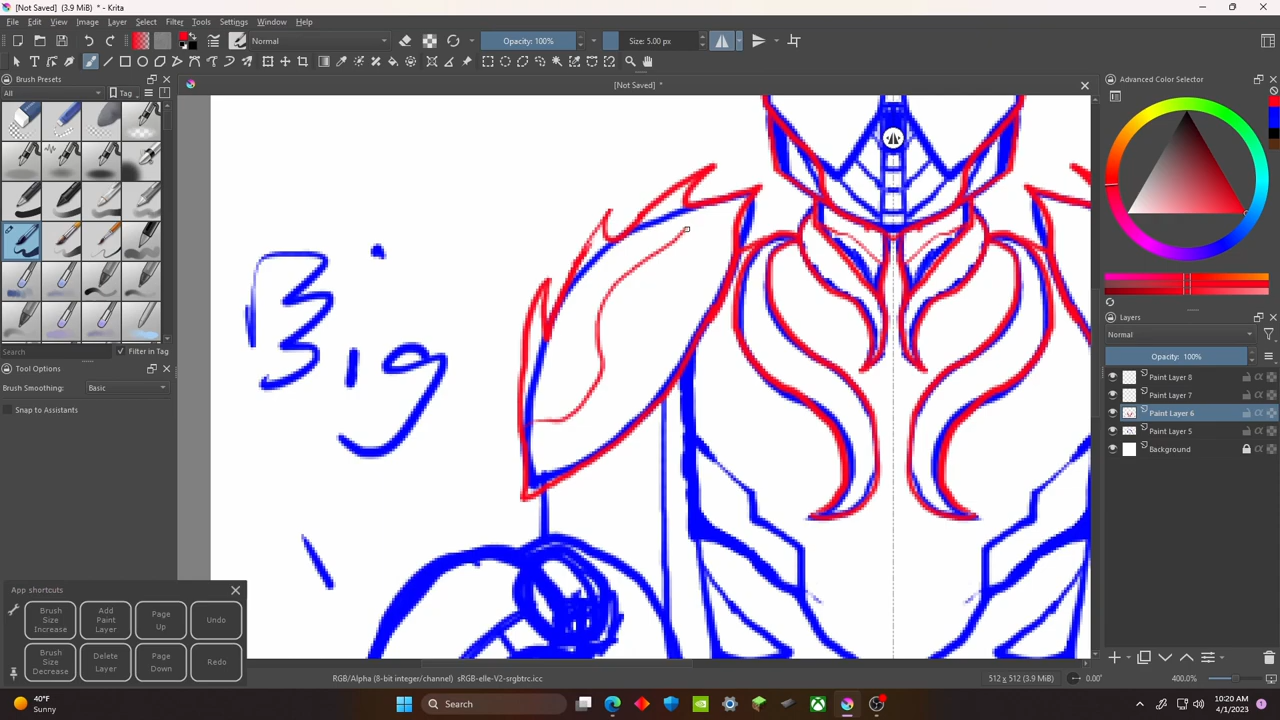 [Not Saved] (3.9 MiB) * - Krita
File Edit View Image Layer Select Filter Tools Settings Window Help
Normal
Opacity: 100%
Size: 5.00 px
Brush Presets
[Not Saved] *
Advanced Color Selector
All
Tag
Big
Search
Filter in Tag
Tool Options
Brush Smoothing:
Basic
Snap to Assistants
Layers
Normal
Opacity: 100%
Paint Layer 8
Paint Layer 7
Paint Layer 6
Paint Layer 5
Background
App shortcuts
Brush Size Increase
Add Paint Layer
Page Up
Undo
Brush Size Decrease
Delete Layer
Page Down
Redo
RGB/Alpha (8-bit integer/channel) sRGB-elle-V2-srgbtrc.icc
512 x 512 (3.9 MiB)
0.00°
400.0%
40°F
Sunny
Search
10:20 AM
4/1/2023